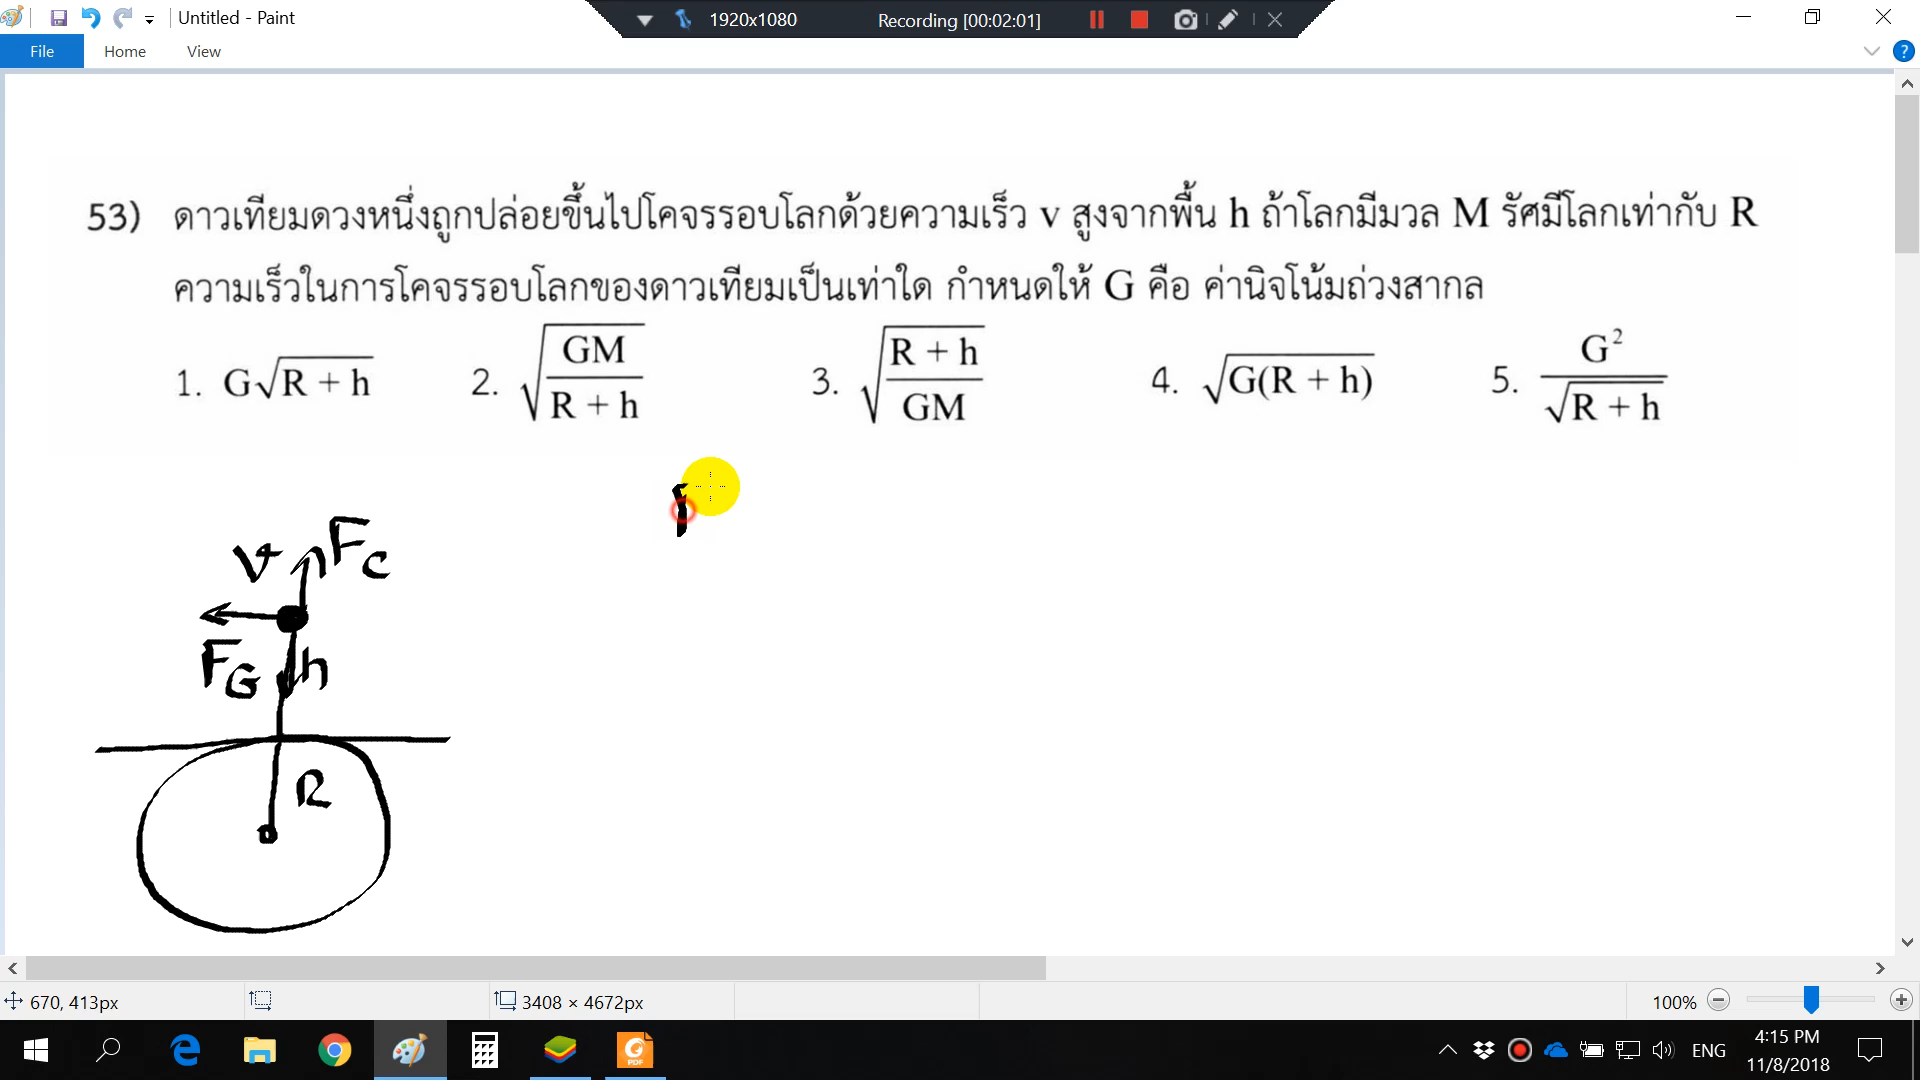 Untitled - Paint
1920x1080
Recording [00:02:01]
File
Home
View
53) ดาวเทียมดวงหนึ่งถูกปล่อยขึ้นไปโคจรรอบโลกด้วยความเร็ว v สูงจากพื้น h ถ้าโลกมีมวล M รัศมีโลกเท่ากับ R
ความเร็วในการโคจรรอบโลกของดาวเทียมเป็นเท่าใด กำหนดให้ G คือ ค่านิจโน้มถ่วงสากล
1. G√(R + h) 2. √(GM/(R + h)) 3. √((R + h)/GM) 4. √(G(R + h)) 5. G²/√(R + h)
v
FC
FG
h
R
670, 413px
3408 × 4672px
100%
PDF
ENG
4:15 PM
11/8/2018